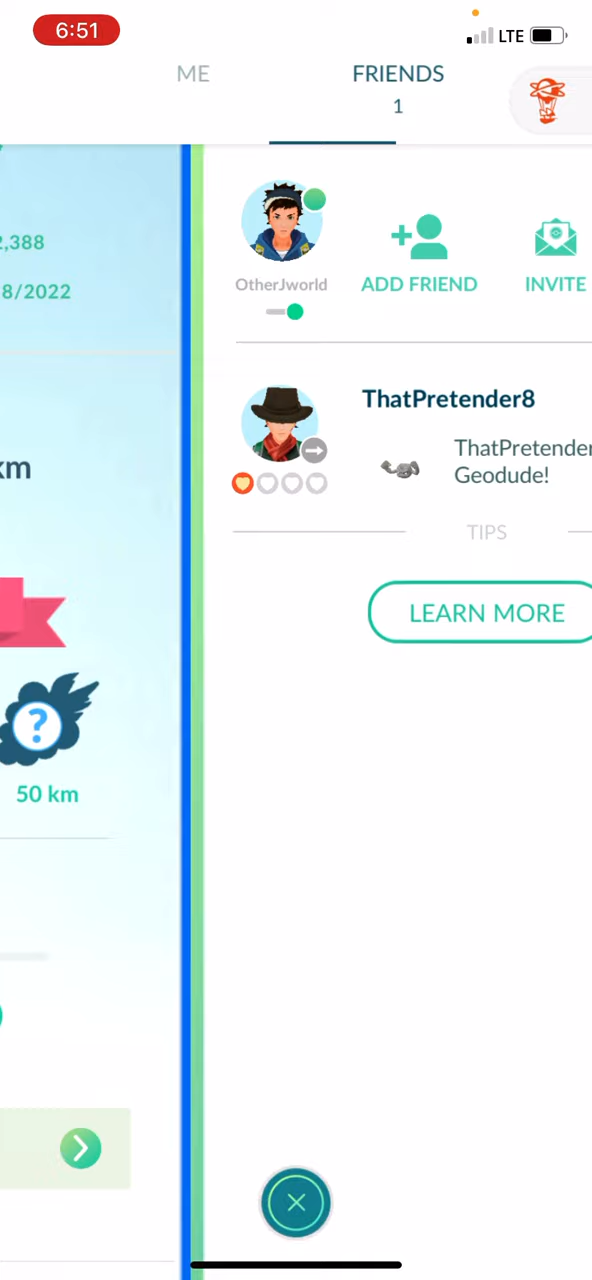 6:51
LTE
ME
FRIENDS
1
2,388
8/2022
OtherJworld
ADD FRIEND
INVITE
km
ThatPretender8
ThatPretender
Geodude!
TIPS
LEARN MORE
?
50 km